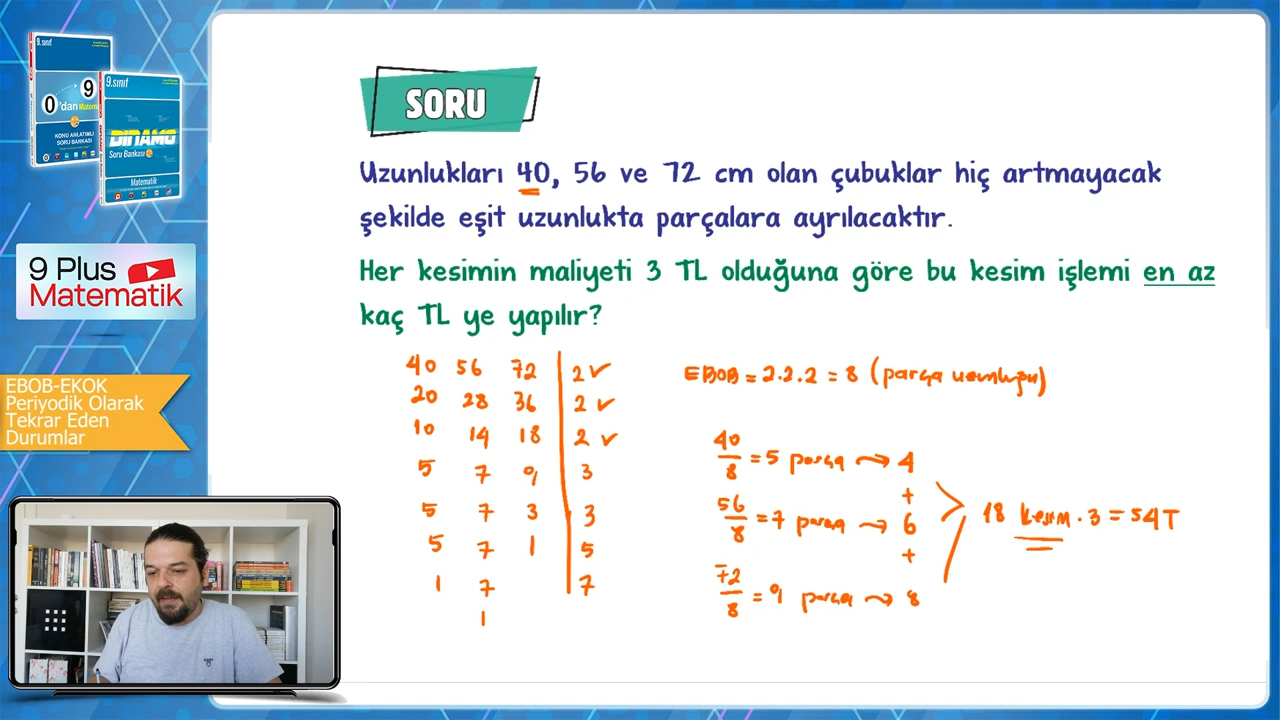 9.sınıf
0'dan 9
Matematik
KONU ANLATIMLI
SORU BANKASI
9.sınıf
DİNAMO
Soru Bankası
Matematik
9 Plus
Matematik
EBOB-EKOK
Periyodik Olarak
Tekrar Eden
Durumlar
SORU
Uzunlukları 40, 56 ve 72 cm olan çubuklar hiç artmayacak
şekilde eşit uzunlukta parçalara ayrılacaktır.
Her kesimin maliyeti 3 TL olduğuna göre bu kesim işlemi en az
kaç TL ye yapılır?
40 56 72 2 ✓
20 28 36 2 ✓
10 14 18 2 ✓
5 7 9 3
5 7 3 3
5 7 1 5
1 7 7
1
EBOB = 2.2.2 = 8 (parça uzunluğu)
40/8 = 5 parça → 4
+
56/8 = 7 parça → 6
+
72/8 = 9 parça → 8
18 kesim . 3 = 54T